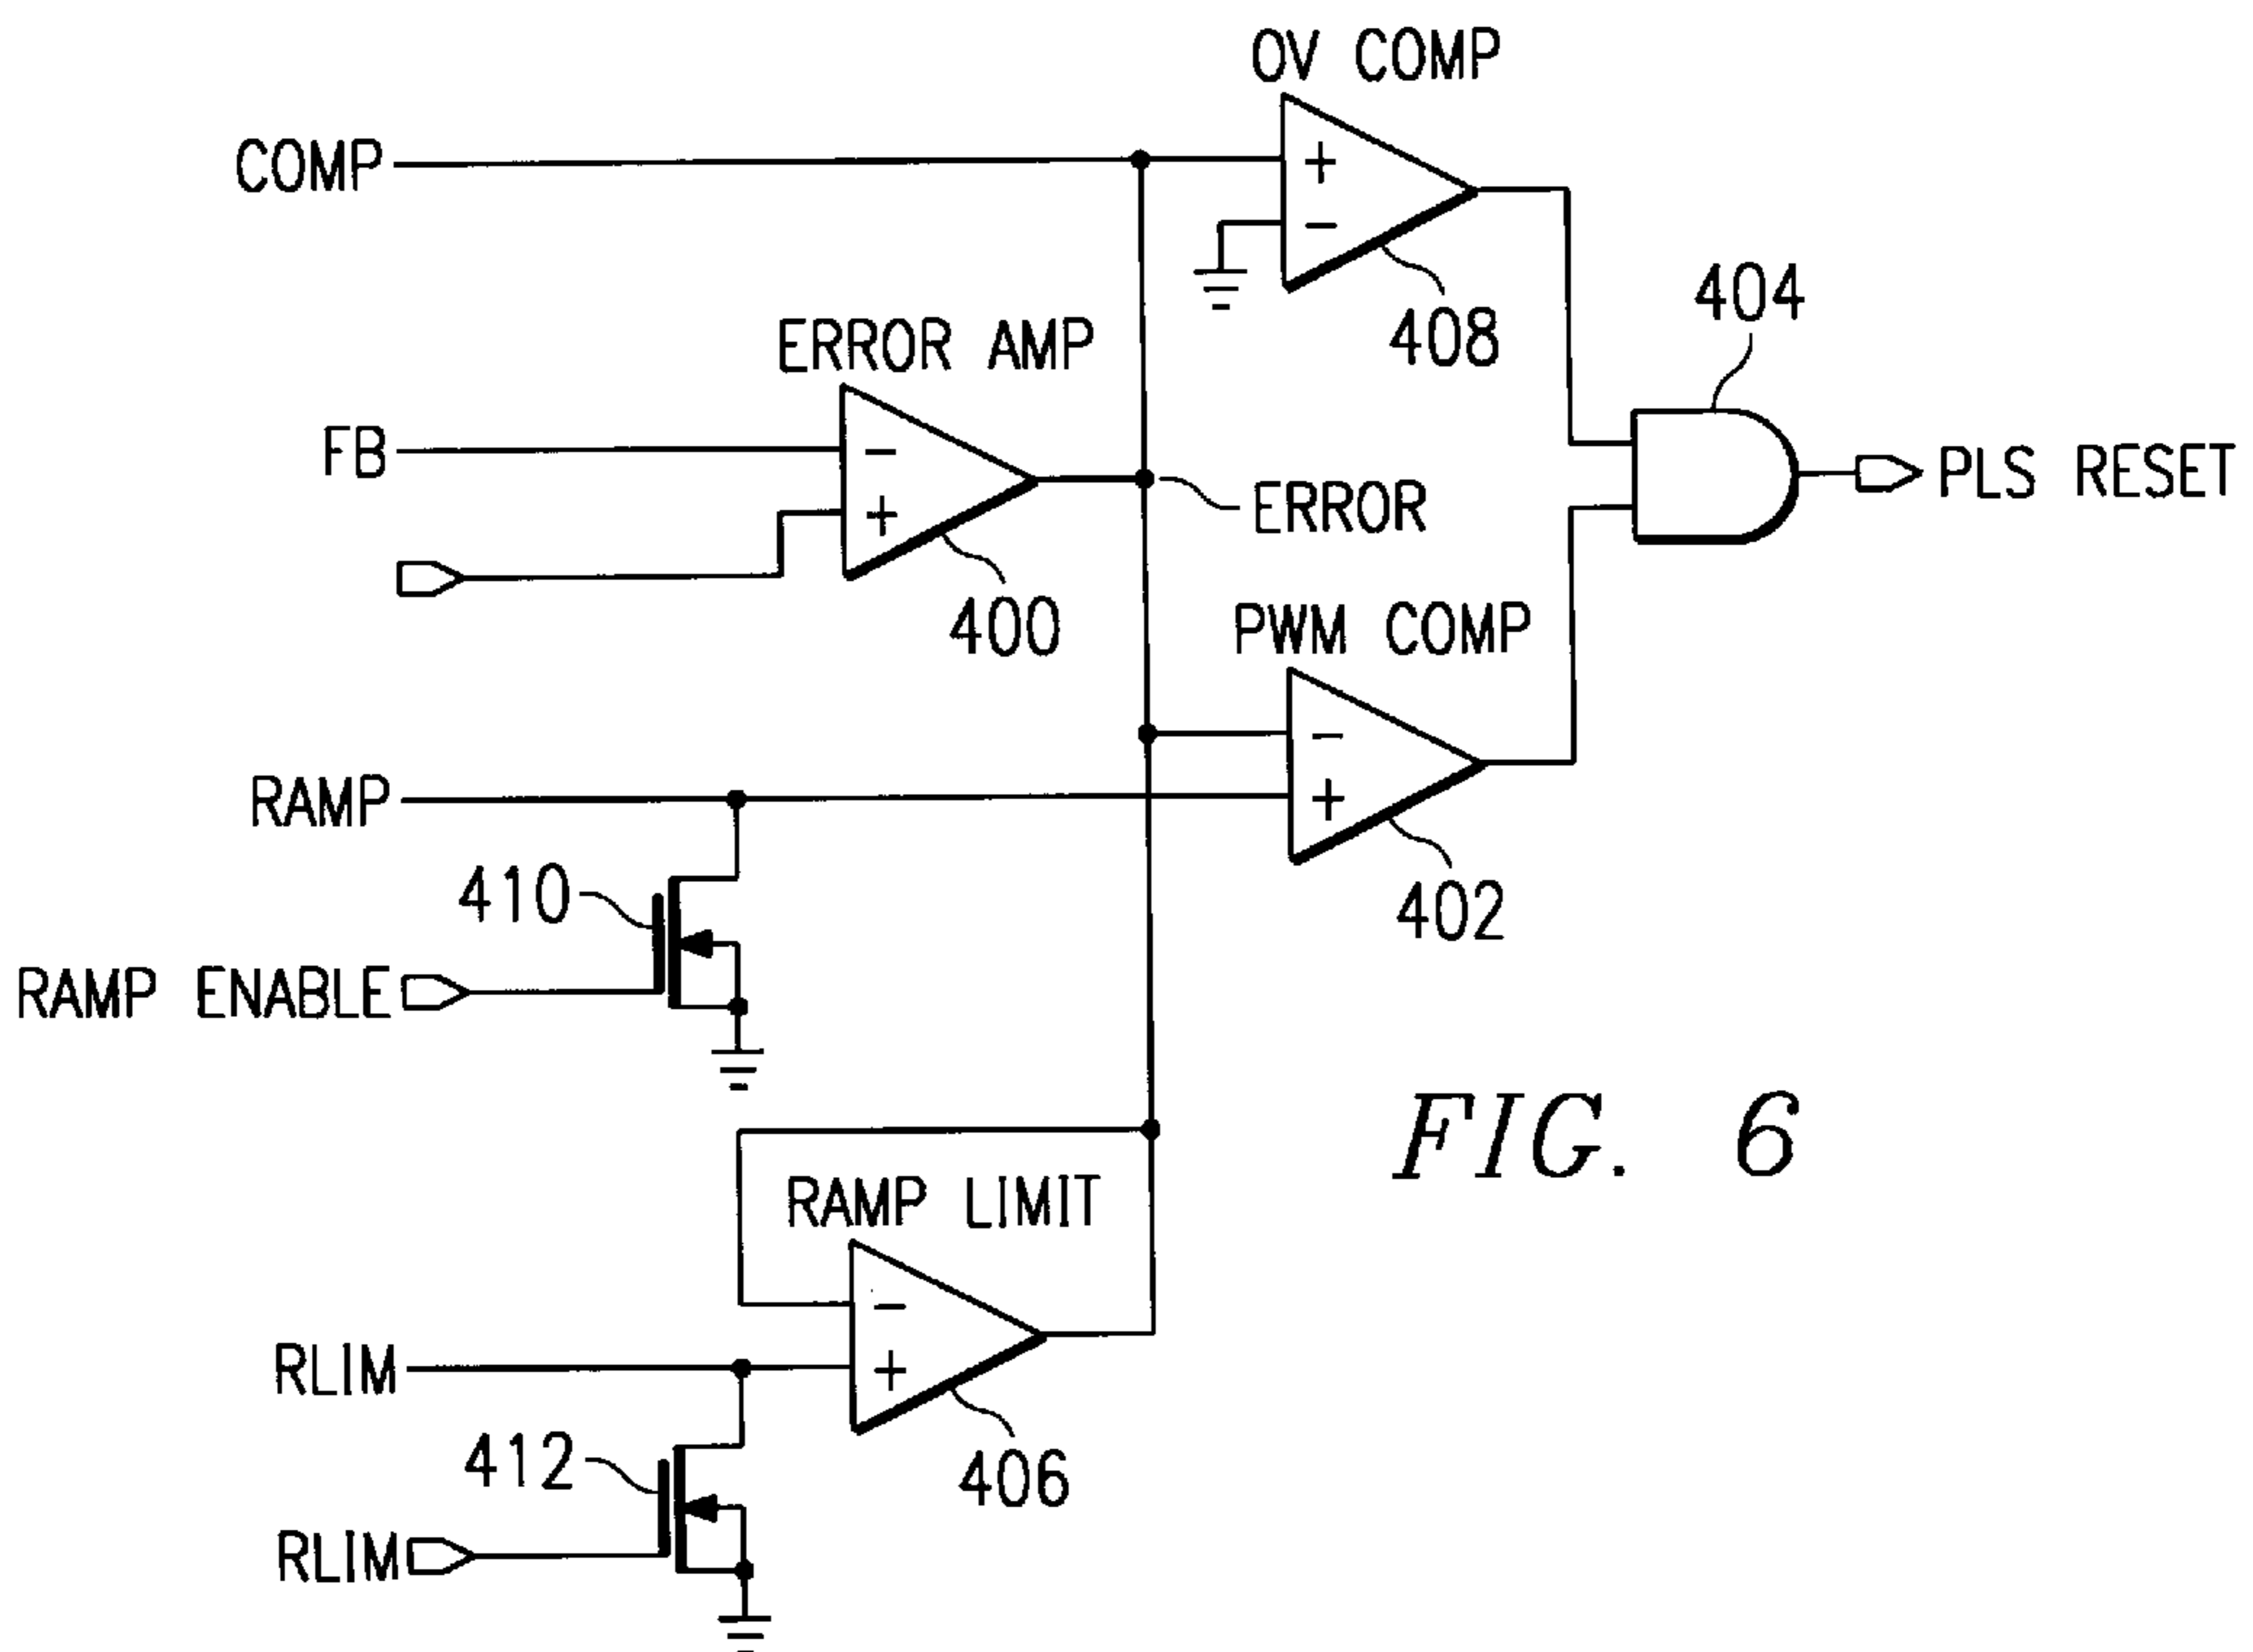 OV COMP
COMP
+
−
404
408
ERROR AMP
FB
−
+
PLS RESET
ERROR
400
PWM COMP
−
RAMP
+
410
402
RAMP ENABLE
FIG. 6
RAMP LIMIT
−
RLIM
+
412
406
RLIM